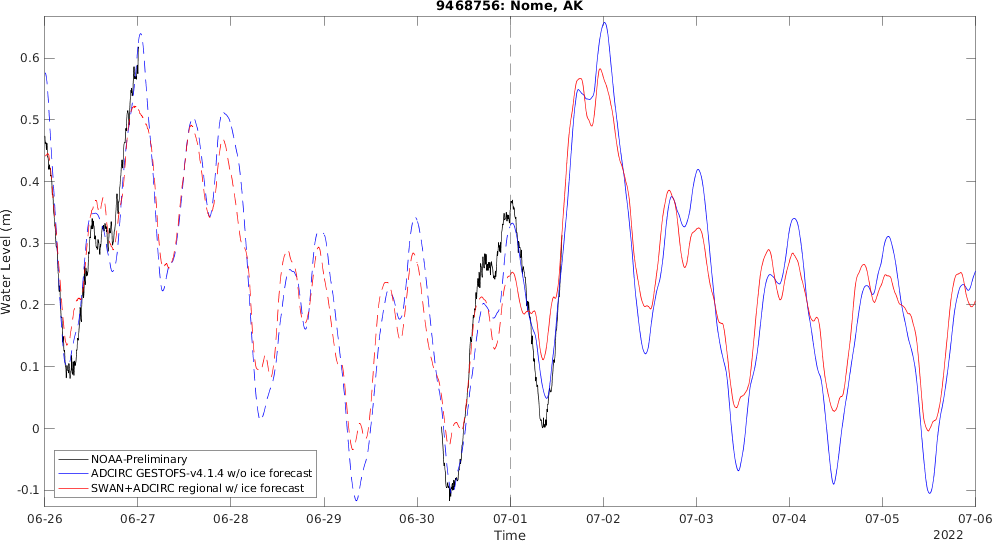 9468756: Nome, AK
Water Level (m)
0.6
0.5
0.4
0.3
0.2
0.1
0
-0.1
NOAA-Preliminary
ADCIRC GESTOFS-v4.1.4 w/o ice forecast
SWAN+ADCIRC regional w/ ice forecast
06-26 06-27 06-28 06-29 06-30 07-01 07-02 07-03 07-04 07-05 07-06
Time
2022